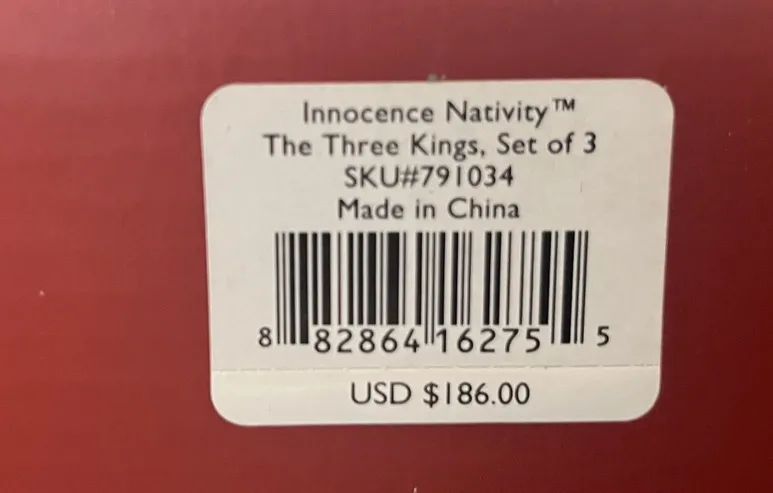 Innocence Nativity™
The Three Kings, Set of 3
SKU#791034
Made in China
8 82864 16275 5
USD $186.00